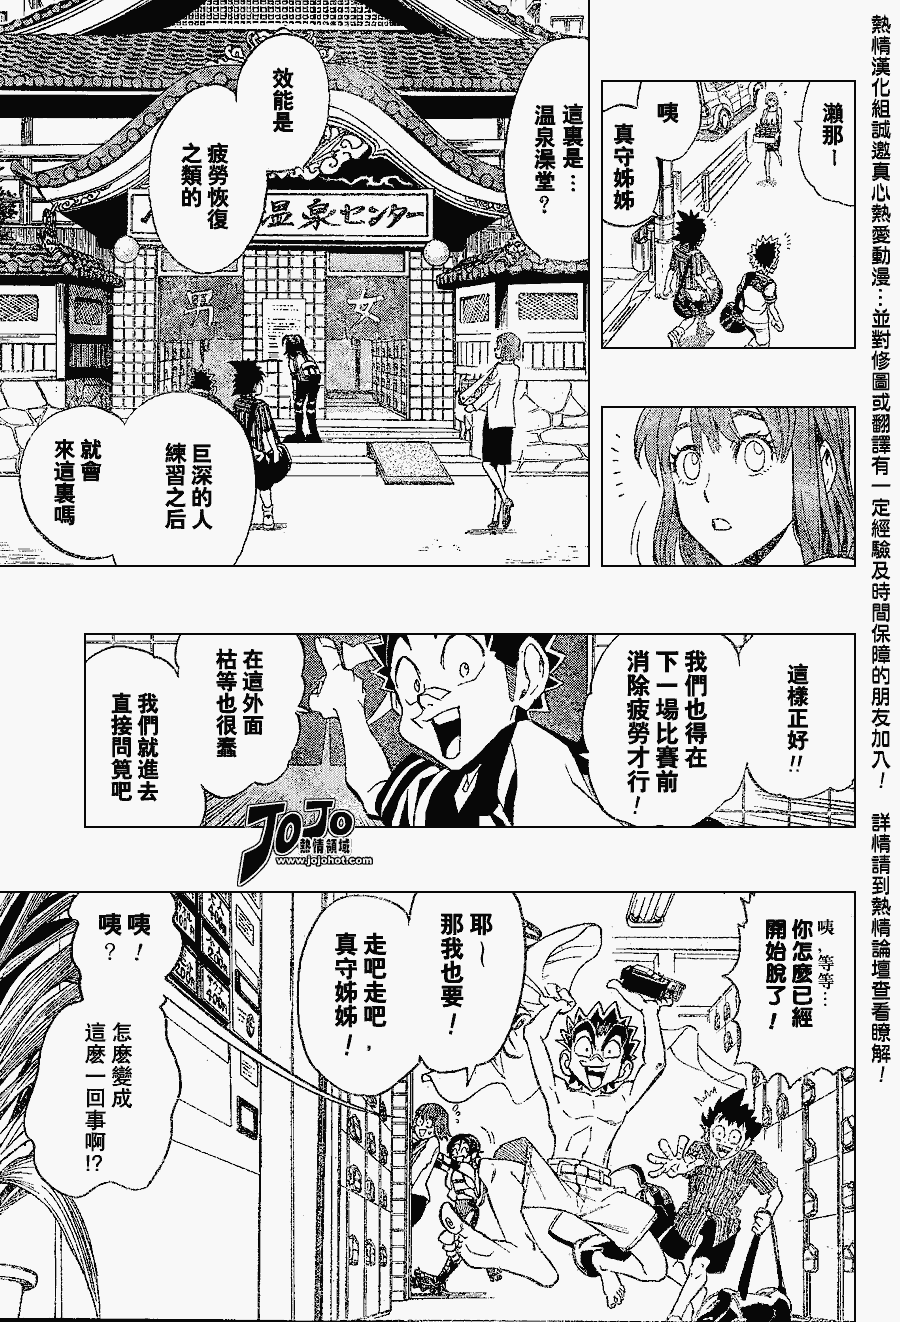 瀨那~
咦
真守姊姊
這裏是…
温泉澡堂?
效能是
疲勞恢復
之類的
温泉センター
男
女
巨深的人
練習之后
就會
來這裏嗎
這樣正好!!
我們也得在
下一場比賽前
消除疲勞才行!
在這外面
枯等也很蠢
我們就進去
直接問筧吧
JOJO
熱情領域
www.jojohot.com
咦,等等…
你怎麽已經
開始脫了!
耶~
那我也要!
走吧走吧,
真守姊姊!
咦!
咦?
怎麽變成
這麽一回事啊!?
熱情漢化組誠邀真心熱愛動漫…並對修圖或翻譯有一定經驗及時間保障的朋友加入! 詳情請到熱情論壇查看瞭解!